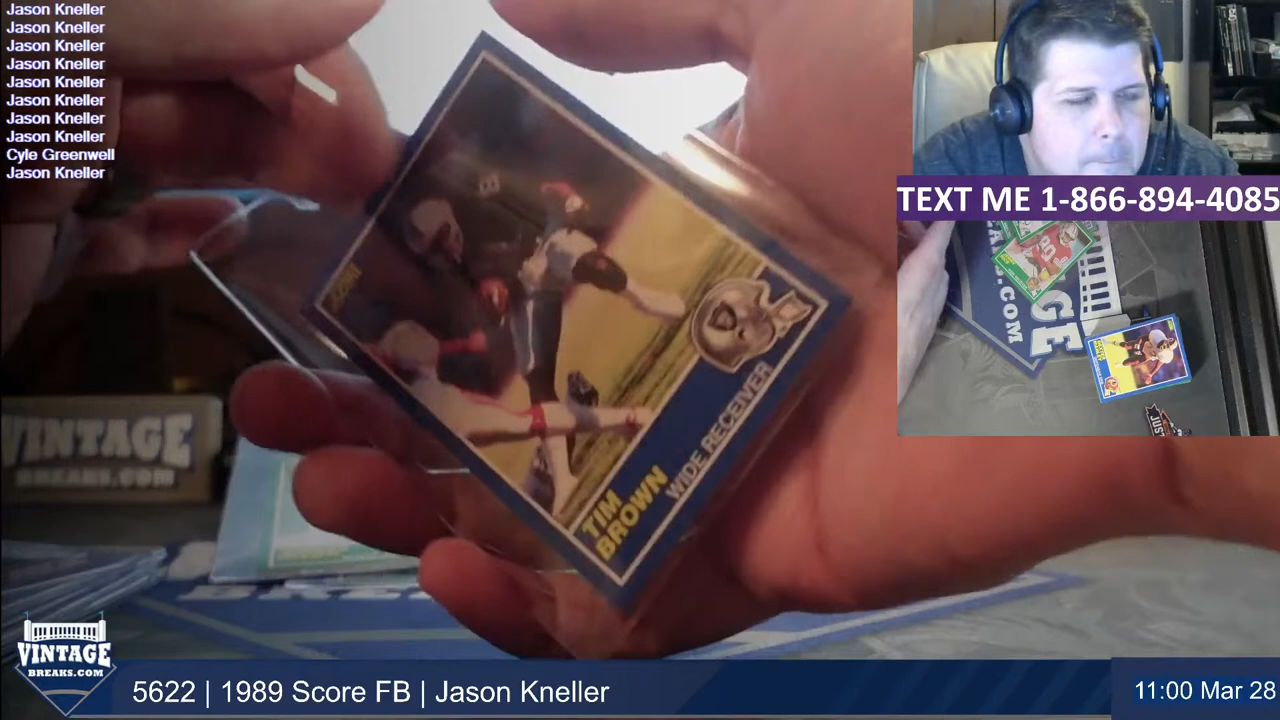 Jason Kneller
Jason Kneller
Jason Kneller
Jason Kneller
Jason Kneller
Jason Kneller
Jason Kneller
Jason Kneller
Cyle Greenwell
Jason Kneller
TEXT ME 1-866-894-4085
TIM
BROWN
WIDE RECEIVER
VINTAGE
BREAKS.COM
VINTAGE
BREAKS.COM
5622 | 1989 Score FB | Jason Kneller
11:00 Mar 28